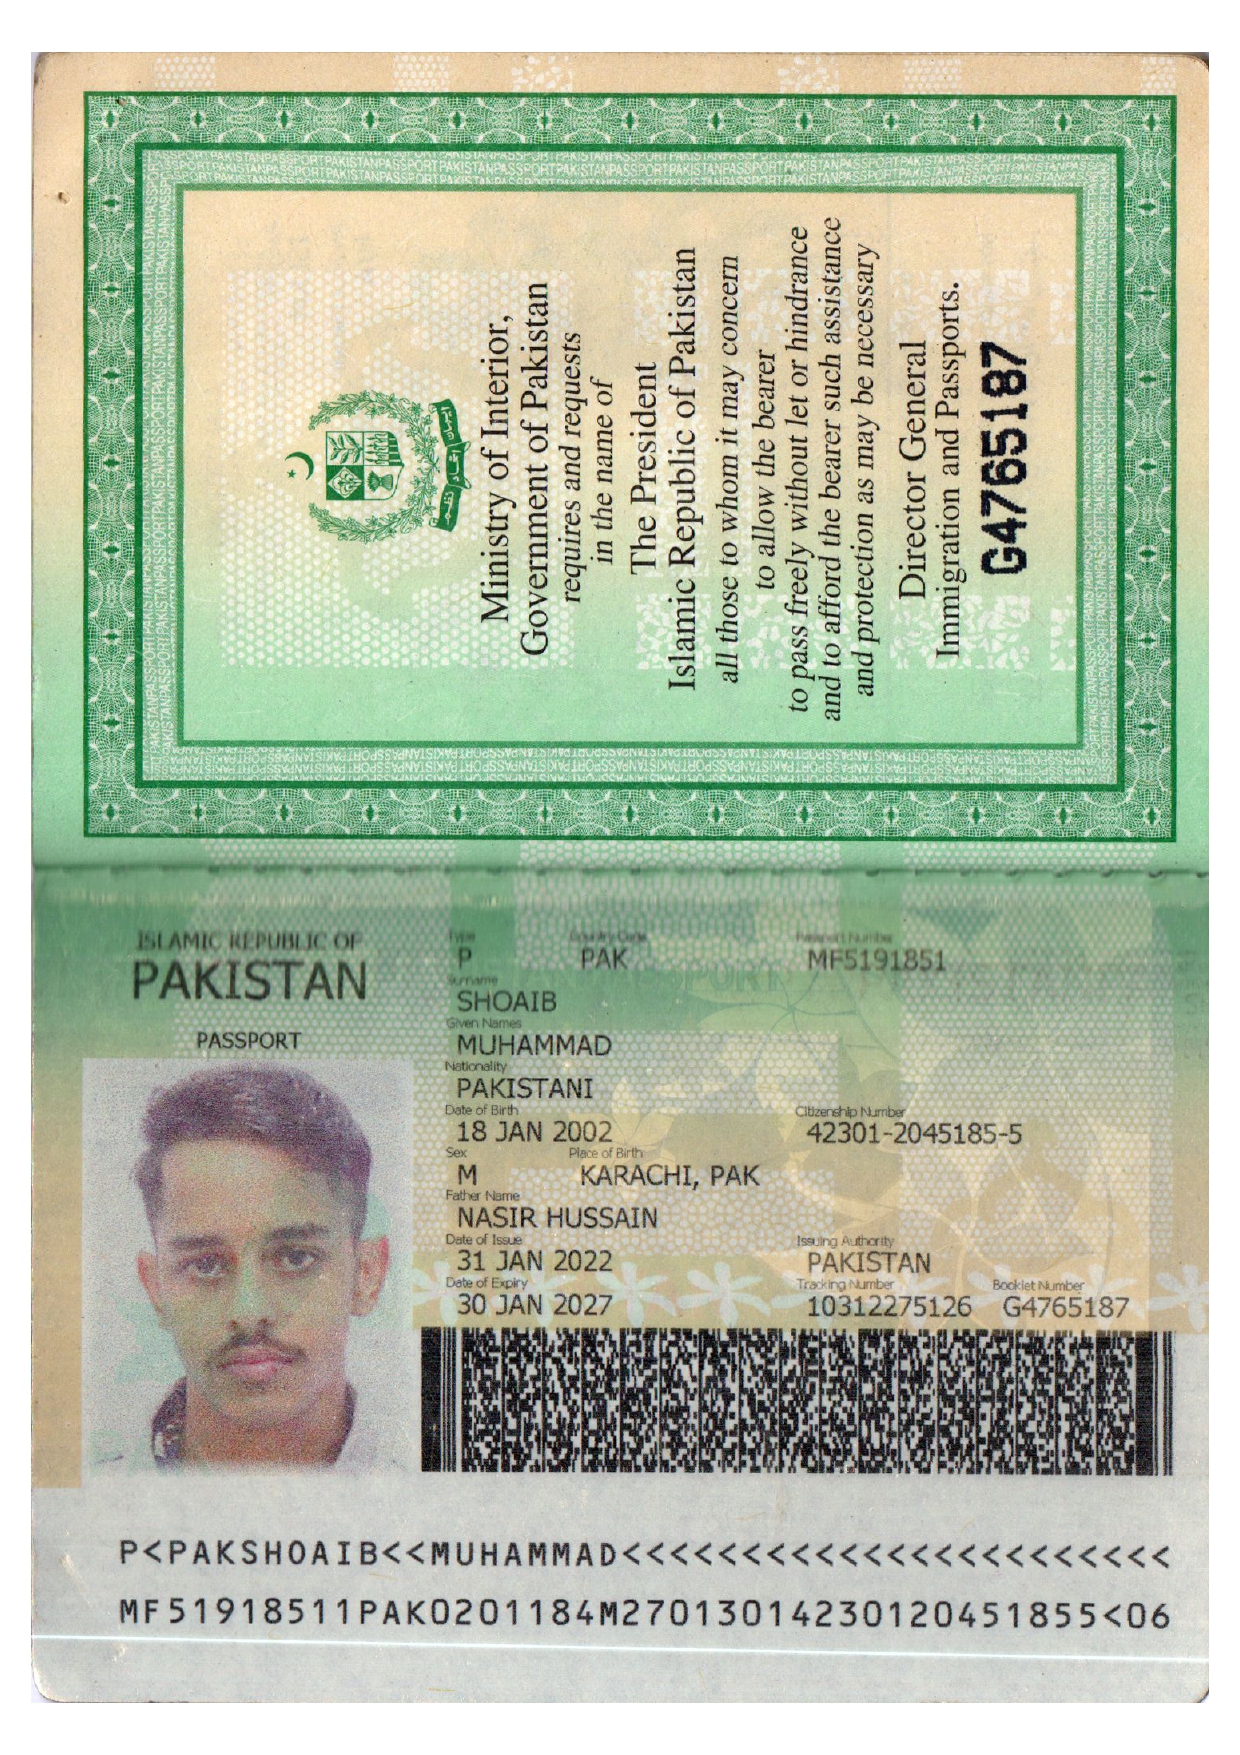 Ministry of Interior,
Government of Pakistan
requires and requests
in the name of
The President
Islamic Republic of Pakistan
all those to whom it may concern
to allow the bearer
to pass freely without let or hindrance
and to afford the bearer such assistance
and protection as may be necessary
Director General
Immigration and Passports.
G4765187
ISLAMIC REPUBLIC OF
PAKISTAN
PASSPORT
Type Country Code Passport Number
P PAK MF5191851
Surname
SHOAIB
Given Names
MUHAMMAD
Nationality
PAKISTANI
Date of Birth Citizenship Number
18 JAN 2002 42301-2045185-5
Sex Place of Birth
M KARACHI, PAK
Father Name
NASIR HUSSAIN
Date of Issue Issuing Authority
31 JAN 2022 PAKISTAN
Date of Expiry Tracking Number Booklet Number
30 JAN 2027 10312275126 G4765187
P<PAKSHOAIB<<MUHAMMAD<<<<<<<<<<<<<<<<<<<<<<<
MF51918511PAK0201184M2701301423012045185​5<06